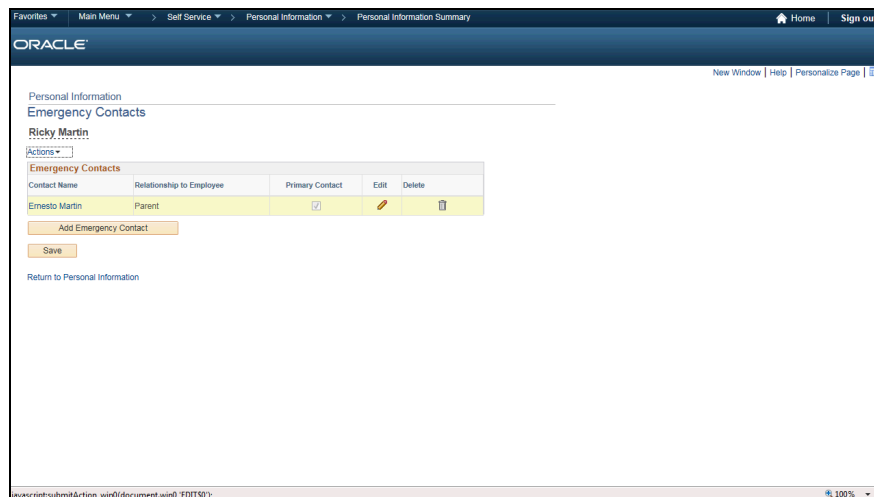 Favorites Main Menu > Self Service > Personal Information > Personal Information Summary Home Sign ou
ORACLE
New Window | Help | Personalize Page |
Personal Information
Emergency Contacts
Ricky Martin
Actions
Emergency Contacts
Contact Name Relationship to Employee Primary Contact Edit Delete
Ernesto Martin Parent
Add Emergency Contact
Save
Return to Personal Information
javascript:submitAction_win0(document.win0,'EDIT$0'); 100%